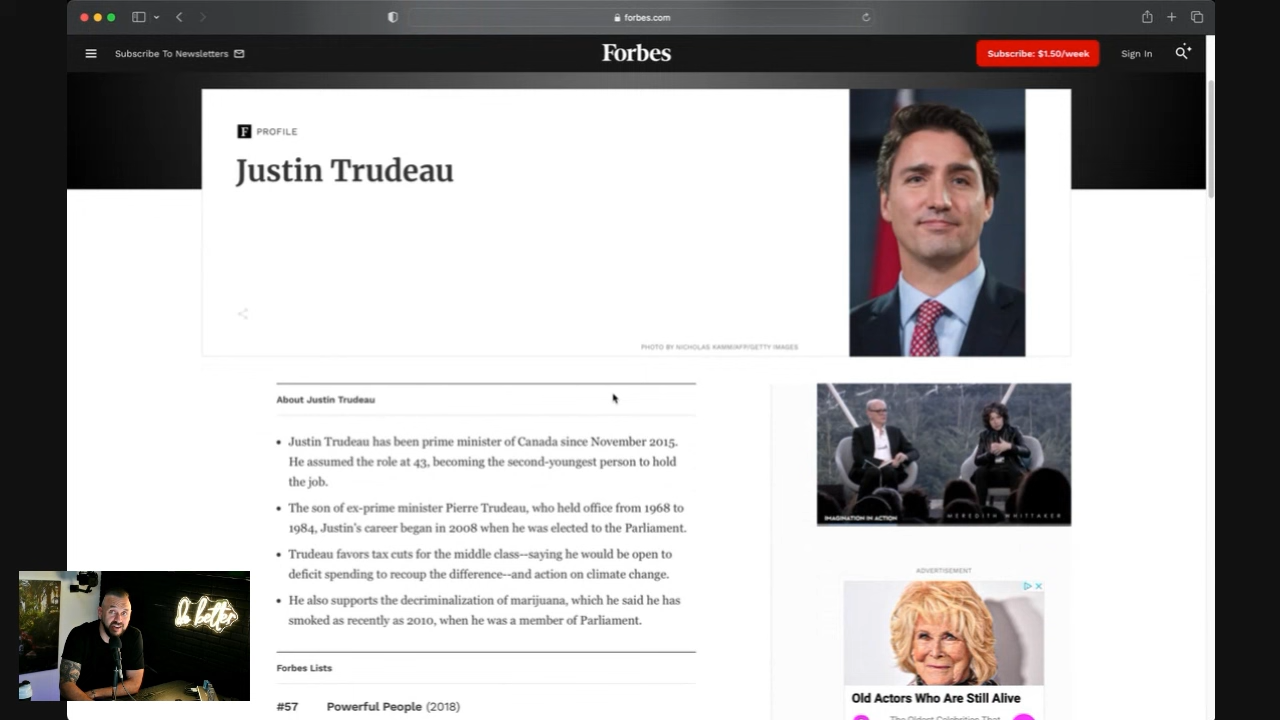 forbes.com
Subscribe To Newsletters
Forbes
Subscribe: $1.50/week
Sign In
F PROFILE
Justin Trudeau
PHOTO BY NICHOLAS KAMM/AFP/GETTY IMAGES
About Justin Trudeau
Justin Trudeau has been prime minister of Canada since November 2015.
He assumed the role at 43, becoming the second-youngest person to hold
the job.
The son of ex-prime minister Pierre Trudeau, who held office from 1968 to
1984, Justin's career began in 2008 when he was elected to the Parliament.
Trudeau favors tax cuts for the middle class--saying he would be open to
deficit spending to recoup the difference--and action on climate change.
He also supports the decriminalization of marijuana, which he said he has
smoked as recently as 2010, when he was a member of Parliament.
Forbes Lists
#57 Powerful People (2018)
IMAGINATION IN ACTION
MEREDITH WHITTAKER
ADVERTISEMENT
Old Actors Who Are Still Alive
The Oldest Celebrities That
do better